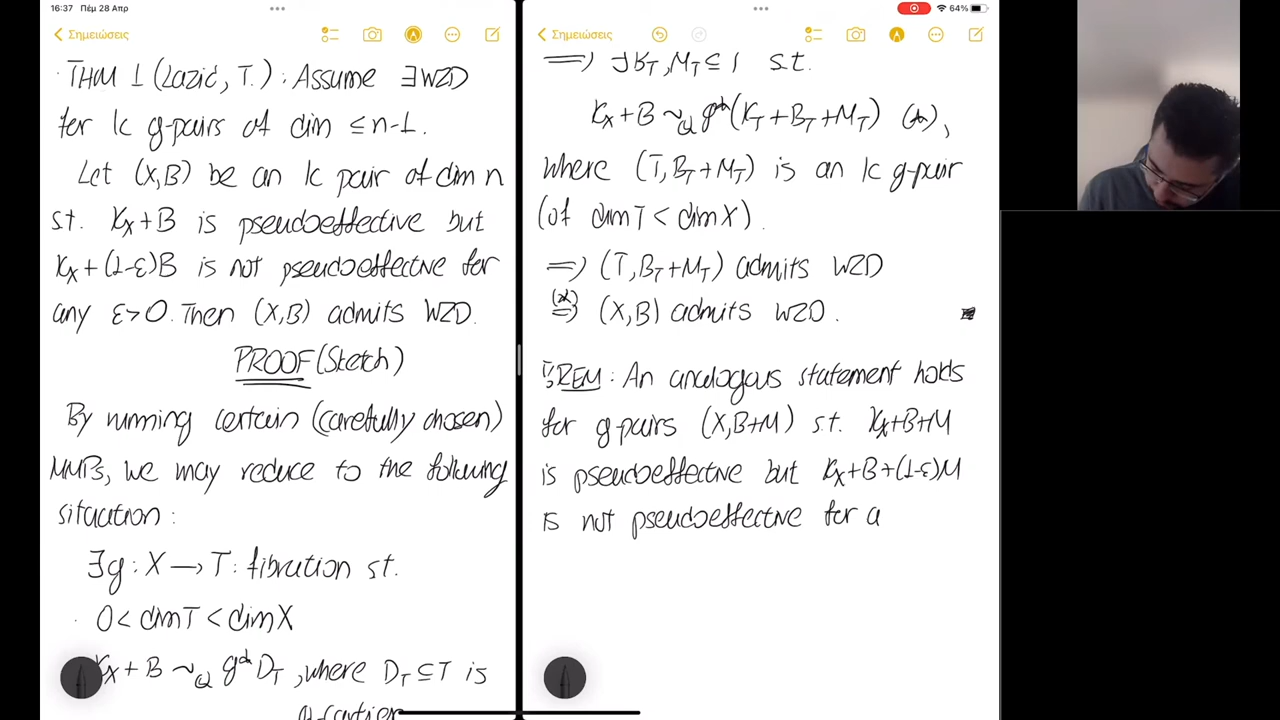 16:37 Πέμ 28 Απρ
Σημειώσεις
THM 1 (Lazić, T.): Assume ∃WZD
for lc g-pairs of dim ≤ n-1.
Let (X,B) be an lc pair of dim n
s.t. K_X+B is pseudoeffective but
K_X+(1-ε)B is not pseudoeffective for
any ε>0. Then (X,B) admits WZD.
PROOF (Sketch)
By running certain (carefully chosen)
MMPs, we may reduce to the following
situation:
∃g: X → T: fibration s.t.
0 < dimT < dimX
K_X + B ~_Q g* D_T, where D_T ⊆ T is
Q-Cartier
64%
Σημειώσεις
⟹ ∃B_T, M_T ⊆ T s.t.
K_X+B ~_Q g*(K_T+B_T+M_T) (*),
where (T, B_T+M_T) is an lc g-pair
(of dimT < dimX).
⟹ (T, B_T+M_T) admits WZD
(*) ⟹ (X,B) admits WZD.
REM: An analogous statement holds
for g-pairs (X, B+M) s.t. K_X+B+M
is pseudoeffective but K_X+B+(1-ε)M
is not pseudoeffective for a